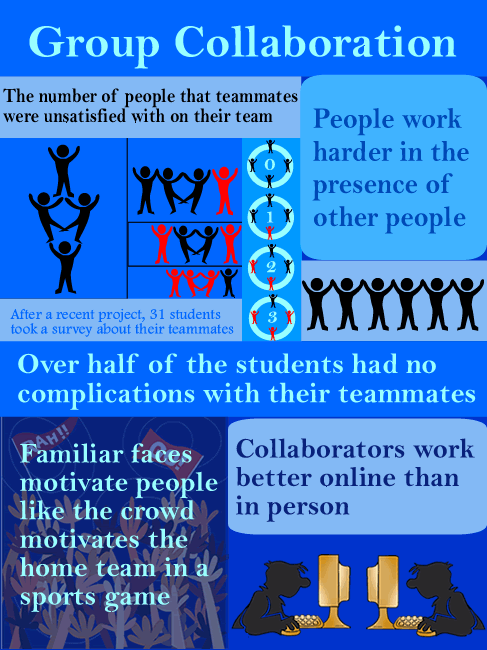 Group Collaboration
The number of people that teammates
were unsatisfied with on their team
People work
harder in the
presence of
other people
0
1
2
3
After a recent project, 31 students
took a survey about their teammates
Over half of the students had no
complications with their teammates
Familiar faces
motivate people
like the crowd
motivates the
home team in a
sports game
Collaborators work
better online than
in person